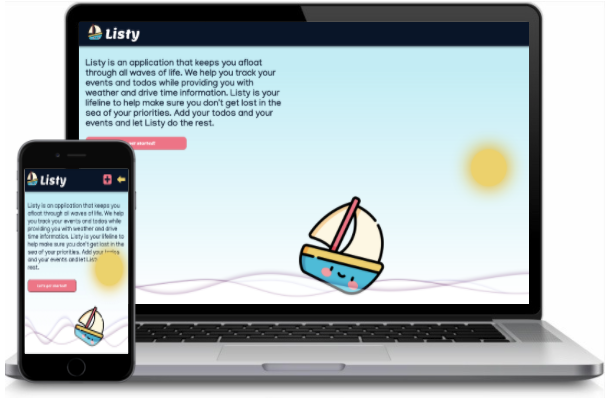 Listy
Listy is an application that keeps you afloat
through all waves of life. We help you track your
events and todos while providing you with
weather and drive time information. Listy is your
lifeline to help make sure you don't get lost in the
sea of your priorities. Add your todos and your
events and let Listy do the rest.
get started!
Listy
Listy is an application that keeps you
afloat through all waves of life. We help
you track your events and todos while
providing you with weather and drive
time information. Listy is your lifeline to
help make sure you don't get lost in the
sea of your priorities. Add your todos
and your events and let Listy
rest.
Let's get started!